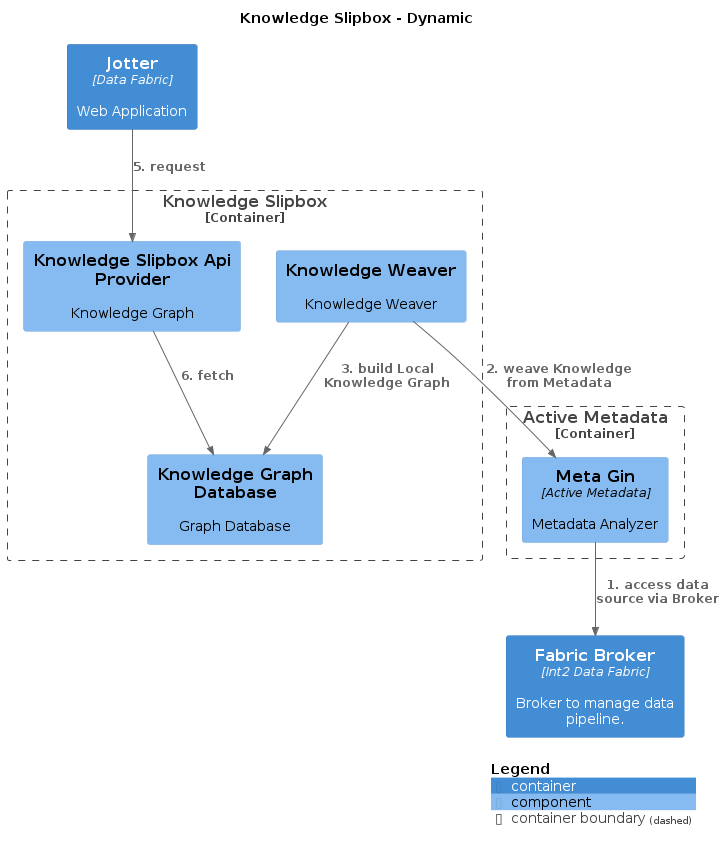 Knowledge Slipbox - Dynamic
Jotter
[Data Fabric]
Web Application
5. request
Knowledge Slipbox
[Container]
Knowledge Slipbox Api
Provider
Knowledge Graph
Knowledge Weaver
Knowledge Weaver
6. fetch
3. build Local
Knowledge Graph
2. weave Knowledge
from Metadata
Active Metadata
[Container]
Knowledge Graph
Database
Graph Database
Meta Gin
[Active Metadata]
Metadata Analyzer
1. access data
source via Broker
Fabric Broker
[Int2 Data Fabric]
Broker to manage data
pipeline.
Legend
container
component
container boundary (dashed)